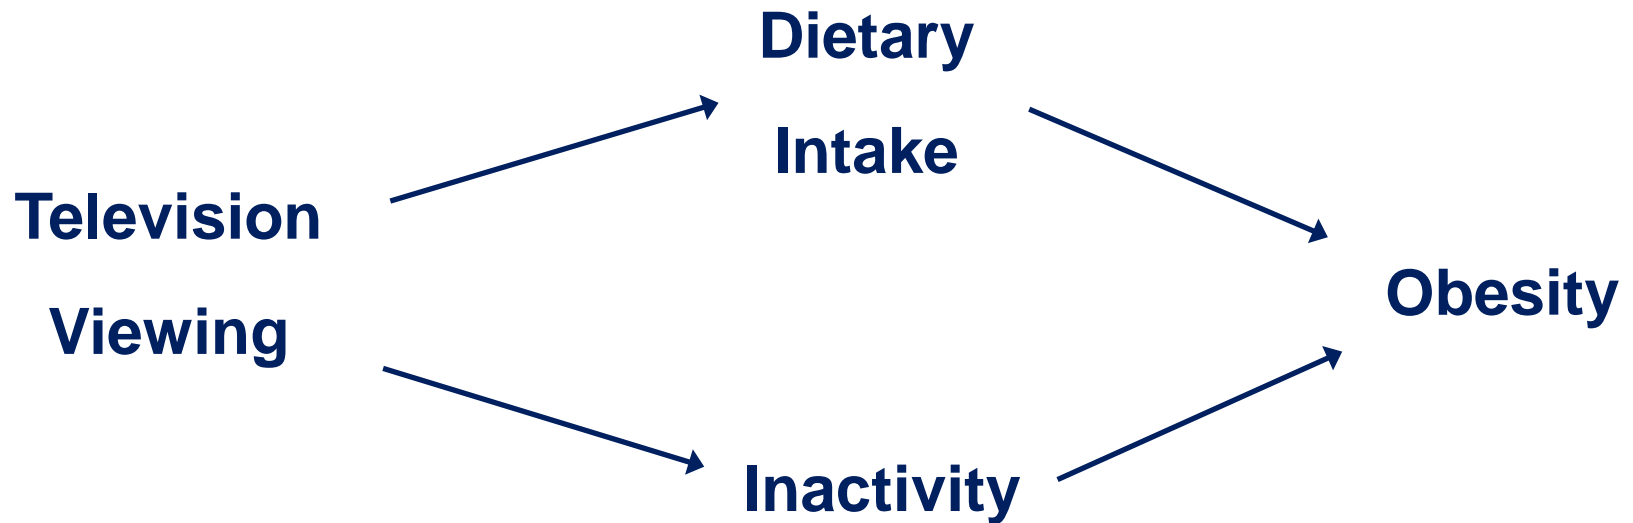 Television
Viewing
Dietary
Intake
Inactivity
Obesity